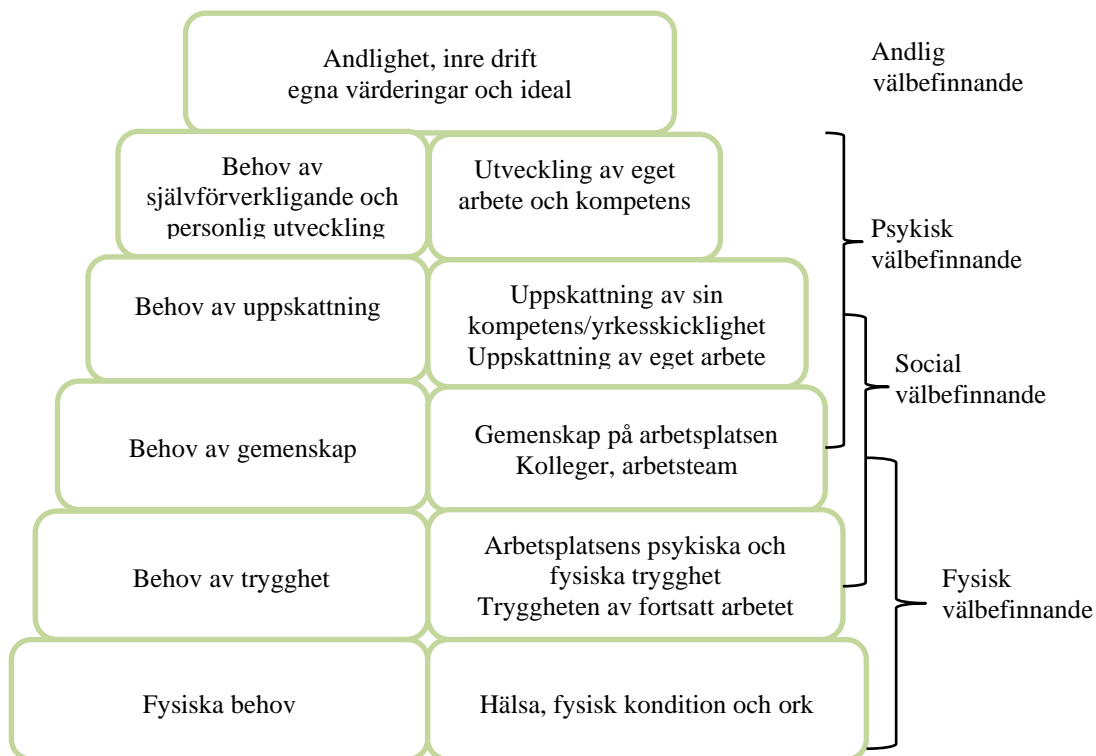 Andlighet, inre drift
egna värderingar och ideal
Andlig
välbefinnande
Behov av
självförverkligande och
personlig utveckling
Utveckling av eget
arbete och kompetens
Psykisk
välbefinnande
Behov av uppskattning
Uppskattning av sin
kompetens/yrkesskicklighet
Uppskattning av eget arbete
Social
välbefinnande
Behov av gemenskap
Gemenskap på arbetsplatsen
Kolleger, arbetsteam
Behov av trygghet
Arbetsplatsens psykiska och
fysiska trygghet
Tryggheten av fortsatt arbetet
Fysisk
välbefinnande
Fysiska behov
Hälsa, fysisk kondition och ork